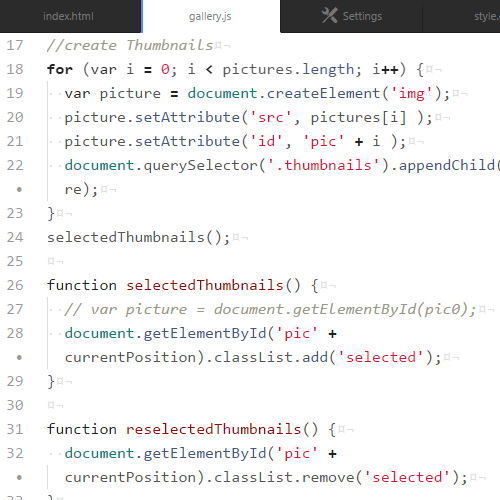 index.html gallery.js Settings style.
17 //create Thumbnails¤¬
18 for (var i = 0; i < pictures.length; i++) {¤¬
19 var picture = document.createElement('img');¤¬
20 picture.setAttribute('src', pictures[i] );¤¬
21 picture.setAttribute('id', 'pic' + i );¤¬
22 document.querySelector('.thumbnails').appendChild(
• re);¤¬
23 }¤¬
24 selectedThumbnails();¤¬
25 ¤¬
26 function selectedThumbnails() {¤¬
27 // var picture = document.getElementById(pic0);¤¬
28 document.getElementById('pic' +
• currentPosition).classList.add('selected');¤¬
29 }¤¬
30 ¤¬
31 function reselectedThumbnails() {¤¬
32 document.getElementById('pic' +
• currentPosition).classList.remove('selected');¤¬
33 }¤¬